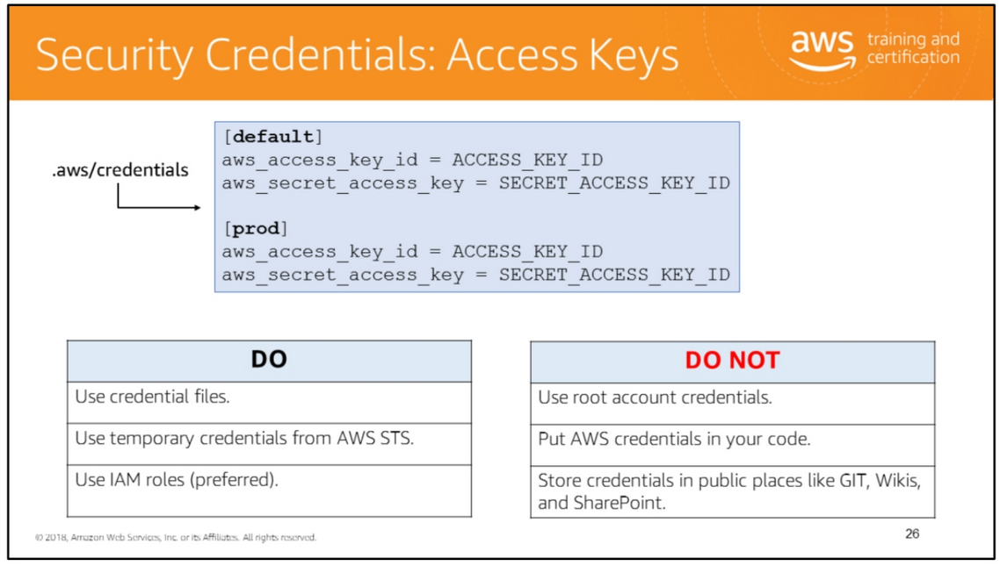 Security Credentials: Access Keys
aws training and
certification
.aws/credentials
[default]
aws_access_key_id = ACCESS_KEY_ID
aws_secret_access_key = SECRET_ACCESS_KEY_ID
[prod]
aws_access_key_id = ACCESS_KEY_ID
aws_secret_access_key = SECRET_ACCESS_KEY_ID
DO
Use credential files.
Use temporary credentials from AWS STS.
Use IAM roles (preferred).
DO NOT
Use root account credentials.
Put AWS credentials in your code.
Store credentials in public places like GIT, Wikis,
and SharePoint.
© 2018, Amazon Web Services, Inc. or its Affiliates. All rights reserved.
26